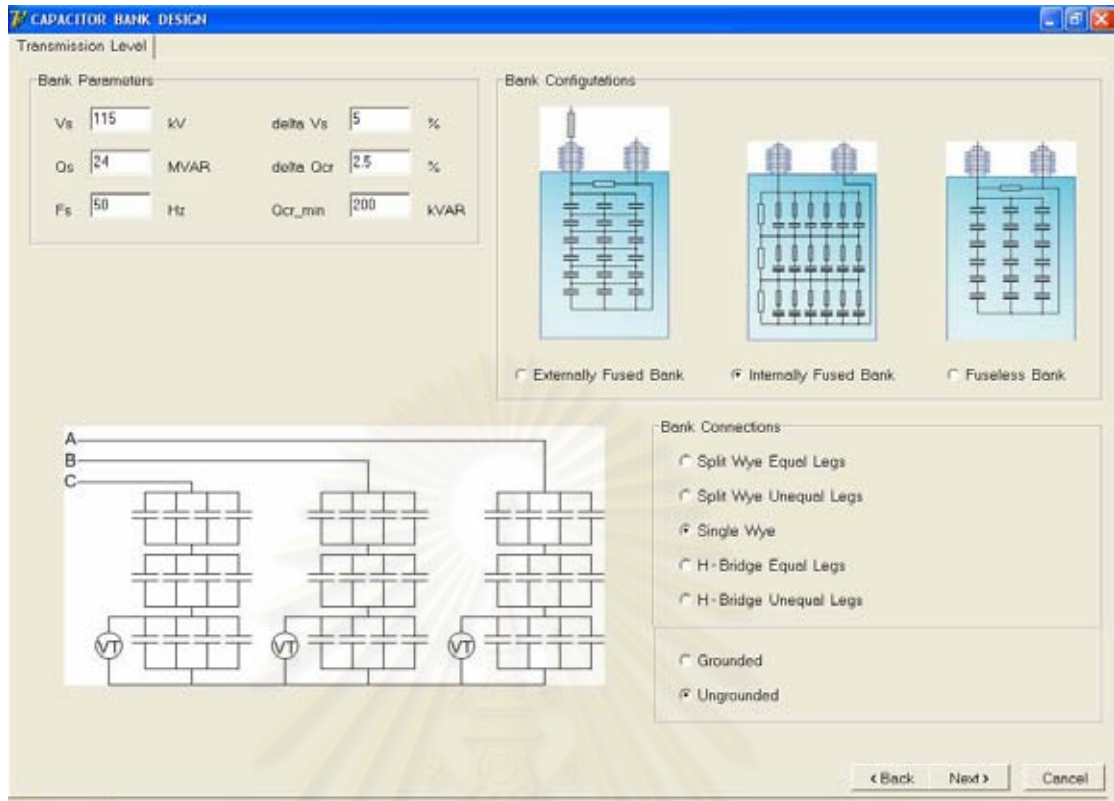 CAPACITOR BANK DESIGN
Transmission Level
Bank Parameters
Vs 115 kV delta Vs 5 %
Qs 24 MVAR delta Qcr 2.5 %
Fs 50 Hz Qcr_min 200 kVAR
Bank Configutations
Externally Fused Bank Internally Fused Bank Fuseless Bank
A
B
C
VT VT VT
Bank Connections
Split Wye Equal Legs
Split Wye Unequal Legs
Single Wye
H-Bridge Equal Legs
H-Bridge Unequal Legs
Grounded
Ungrounded
< Back Next > Cancel